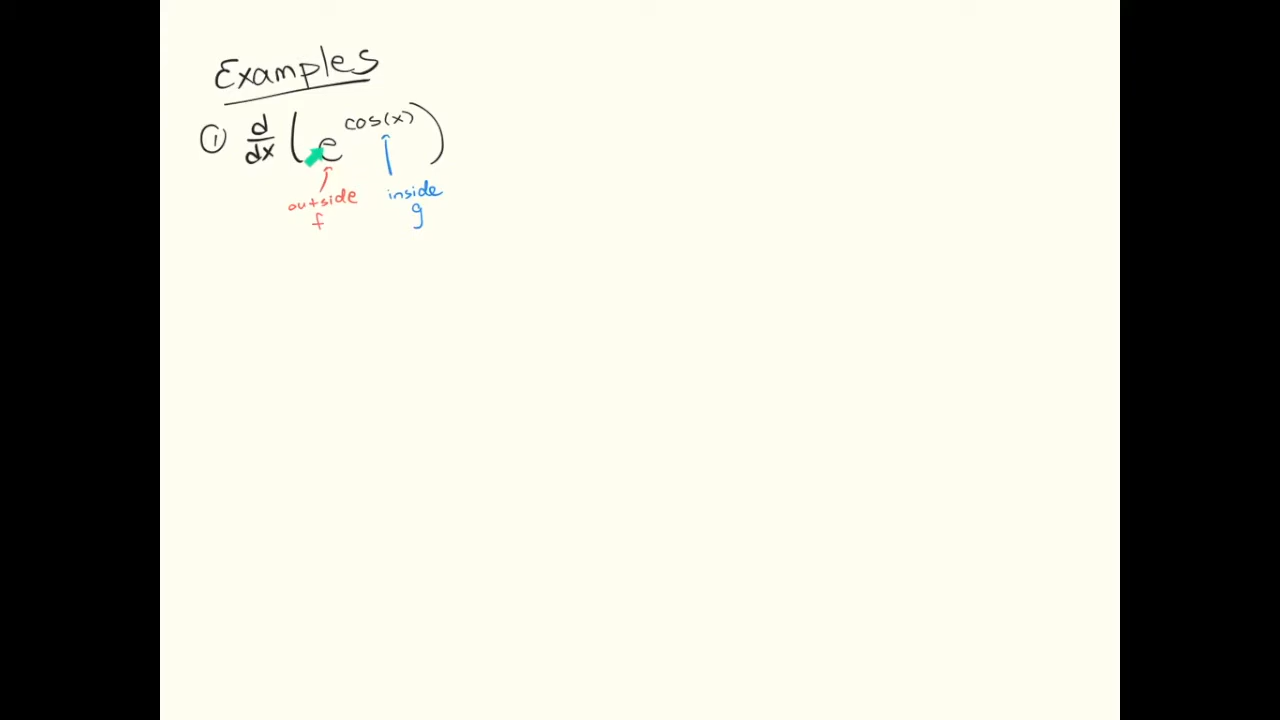 Examples
① d/dx (e^cos(x))
outside inside
f g